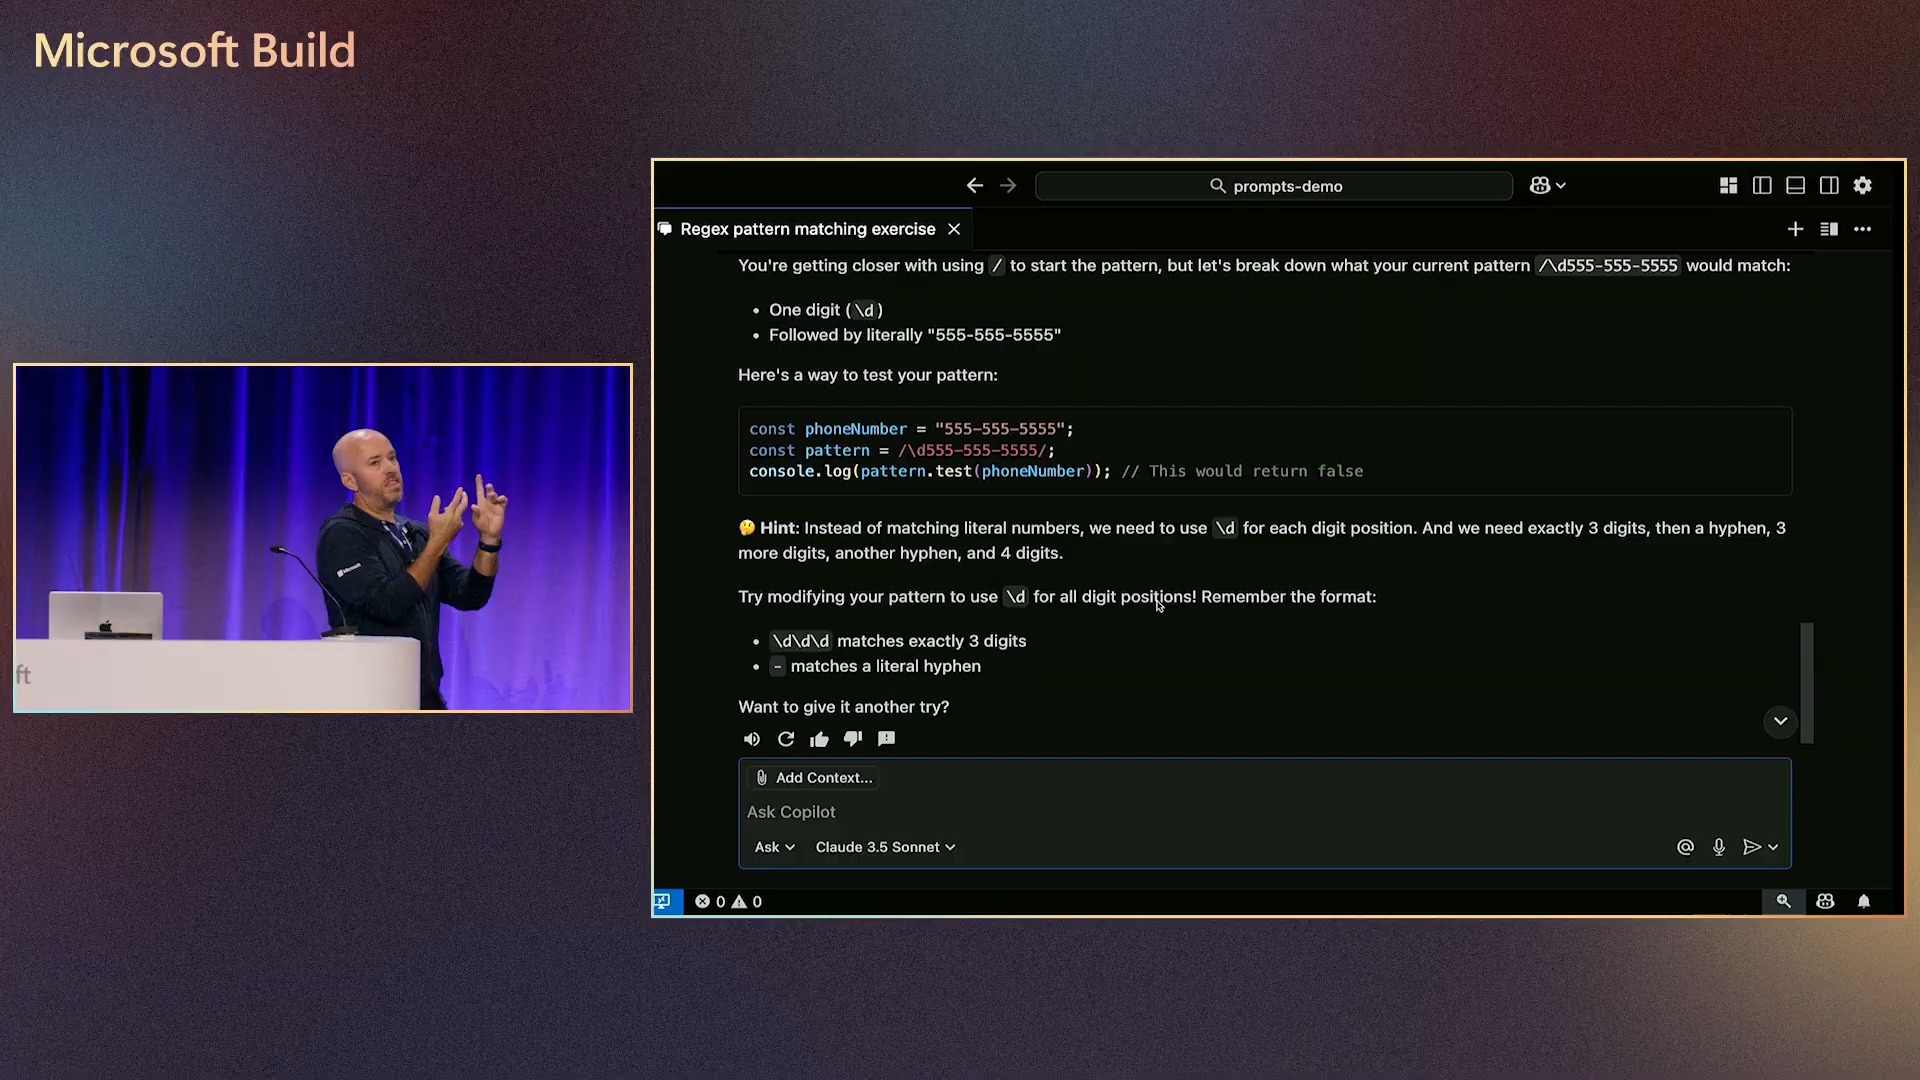 Microsoft Build
prompts-demo
Regex pattern matching exercise
You're getting closer with using / to start the pattern, but let's break down what your current pattern /\d555-555-5555 would match:
• One digit (\d)
• Followed by literally "555-555-5555"
Here's a way to test your pattern:
const phoneNumber = "555-555-5555";
const pattern = /\d555-555-5555/;
console.log(pattern.test(phoneNumber)); // This would return false
🤔 Hint: Instead of matching literal numbers, we need to use \d for each digit position. And we need exactly 3 digits, then a hyphen, 3
more digits, another hyphen, and 4 digits.
Try modifying your pattern to use \d for all digit positions! Remember the format:
• \d\d\d matches exactly 3 digits
• - matches a literal hyphen
Want to give it another try?
Add Context...
Ask Copilot
Ask Claude 3.5 Sonnet
0 0
Microsoft
ft